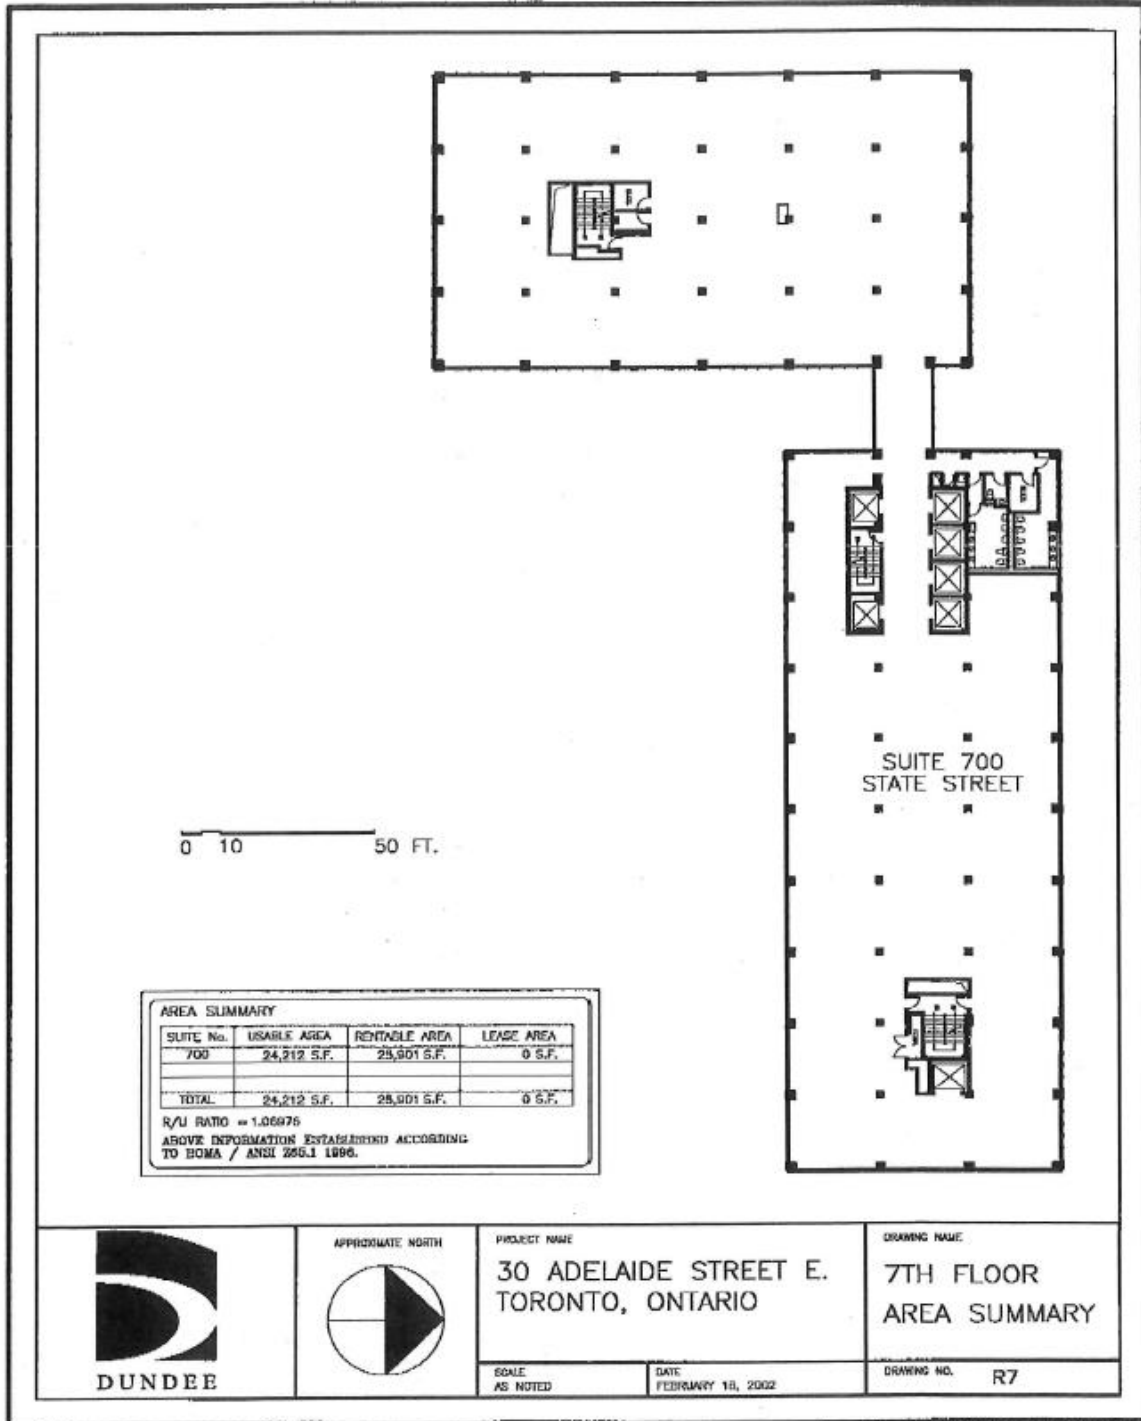 SUITE 700
STATE STREET
0 10 50 FT.
AREA SUMMARY
SUITE No. USABLE AREA RENTABLE AREA LEASE AREA
700 24,212 S.F. 25,901 S.F. 0 S.F.
TOTAL 24,212 S.F. 25,901 S.F. 0 S.F.
R/U RATIO = 1.06976
ABOVE INFORMATION ESTABLISHED ACCORDING
TO BOMA / ANSI Z65.1 1996.
DUNDEE
APPROXIMATE NORTH
PROJECT NAME
30 ADELAIDE STREET E.
TORONTO, ONTARIO
SCALE
AS NOTED
DATE
FEBRUARY 2002
DRAWING NAME
7TH FLOOR
AREA SUMMARY
DRAWING NO. R7